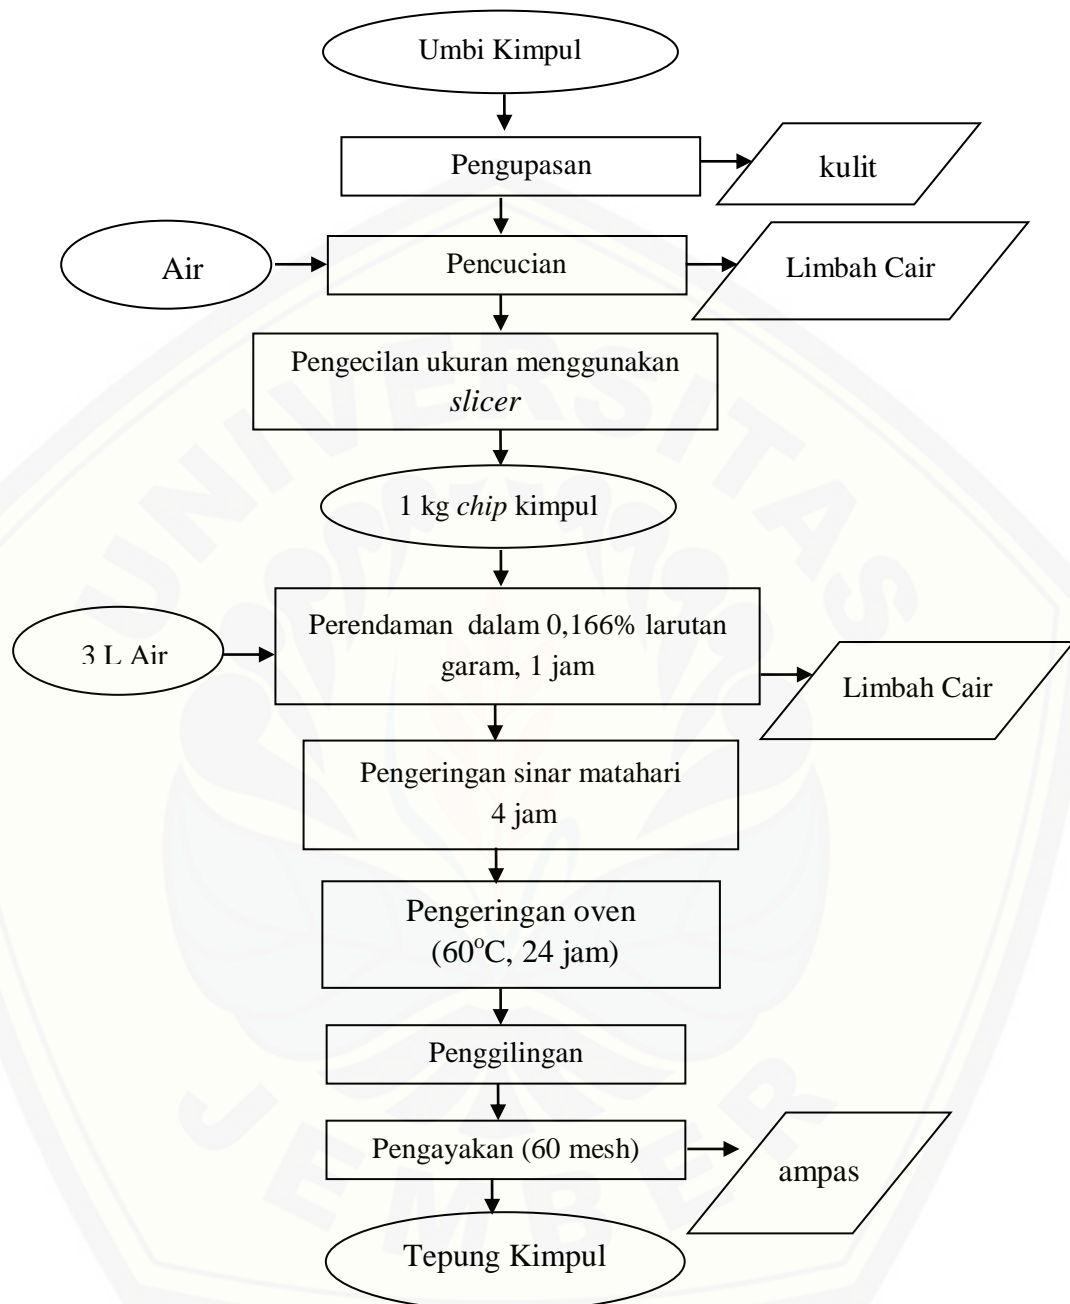 Umbi Kimpul
Pengupasan
kulit
Air
Pencucian
Limbah Cair
Pengecilan ukuran menggunakan
slicer
1 kg chip kimpul
3 L Air
Perendaman dalam 0,166% larutan
garam, 1 jam
Limbah Cair
Pengeringan sinar matahari
4 jam
Pengeringan oven
(60°C, 24 jam)
Penggilingan
Pengayakan (60 mesh)
ampas
Tepung Kimpul
UNIVERSITAS
JEMBER